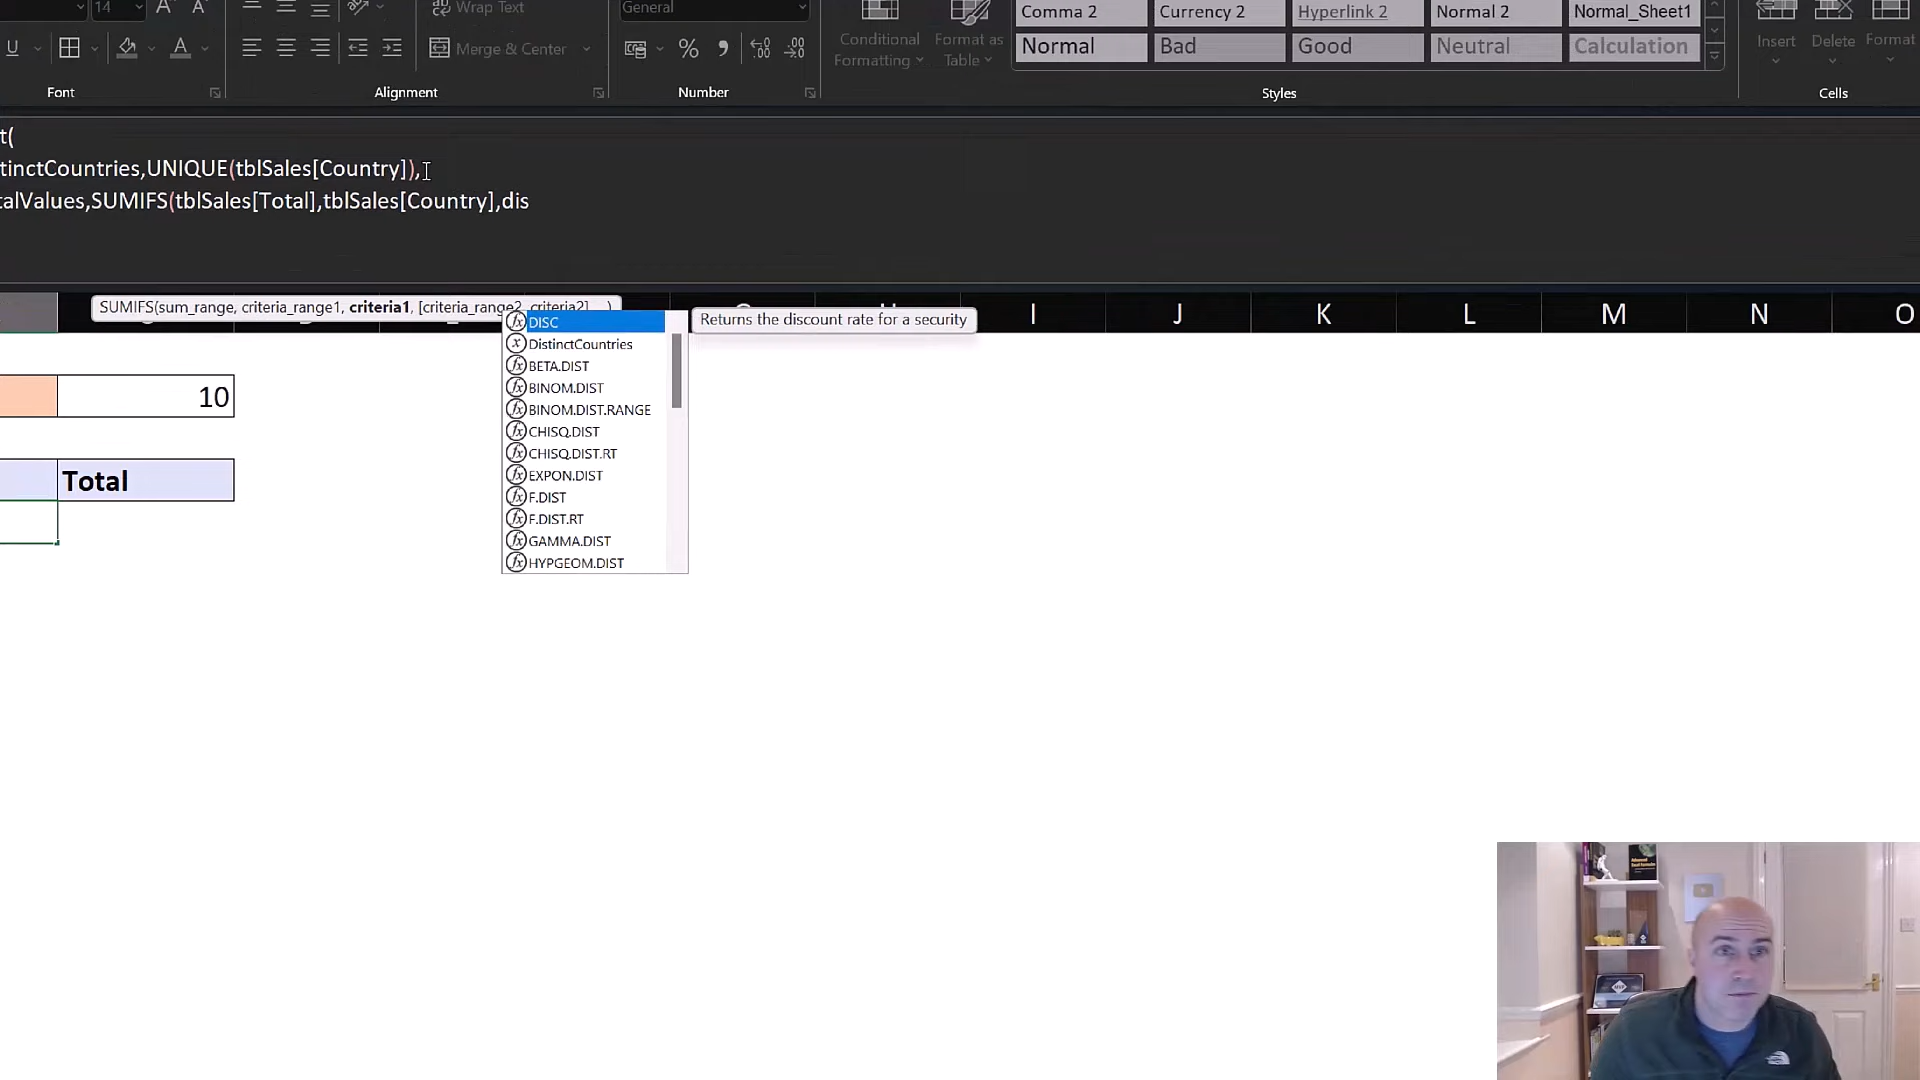 14 A A
Wrap Text
General
Comma 2 Currency 2 Hyperlink 2 Normal 2 Normal_Sheet1
U A
Merge & Center
%
Conditional Formatting
Format as Table
Normal Bad Good Neutral Calculation
Insert Delete Format
Font Alignment Number Styles Cells
t(
tinctCountries,UNIQUE(tblSales[Country]),
alValues,SUMIFS(tblSales[Total],tblSales[Country],dis
SUMIFS(sum_range, criteria_range1, criteria1, [criteria_range2, criteria2], ...)
I J K L M N O
DISC
Returns the discount rate for a security
DistinctCountries
BETA.DIST
BINOM.DIST
BINOM.DIST.RANGE
CHISQ.DIST
CHISQ.DIST.RT
EXPON.DIST
F.DIST
F.DIST.RT
GAMMA.DIST
HYPGEOM.DIST
10
Total